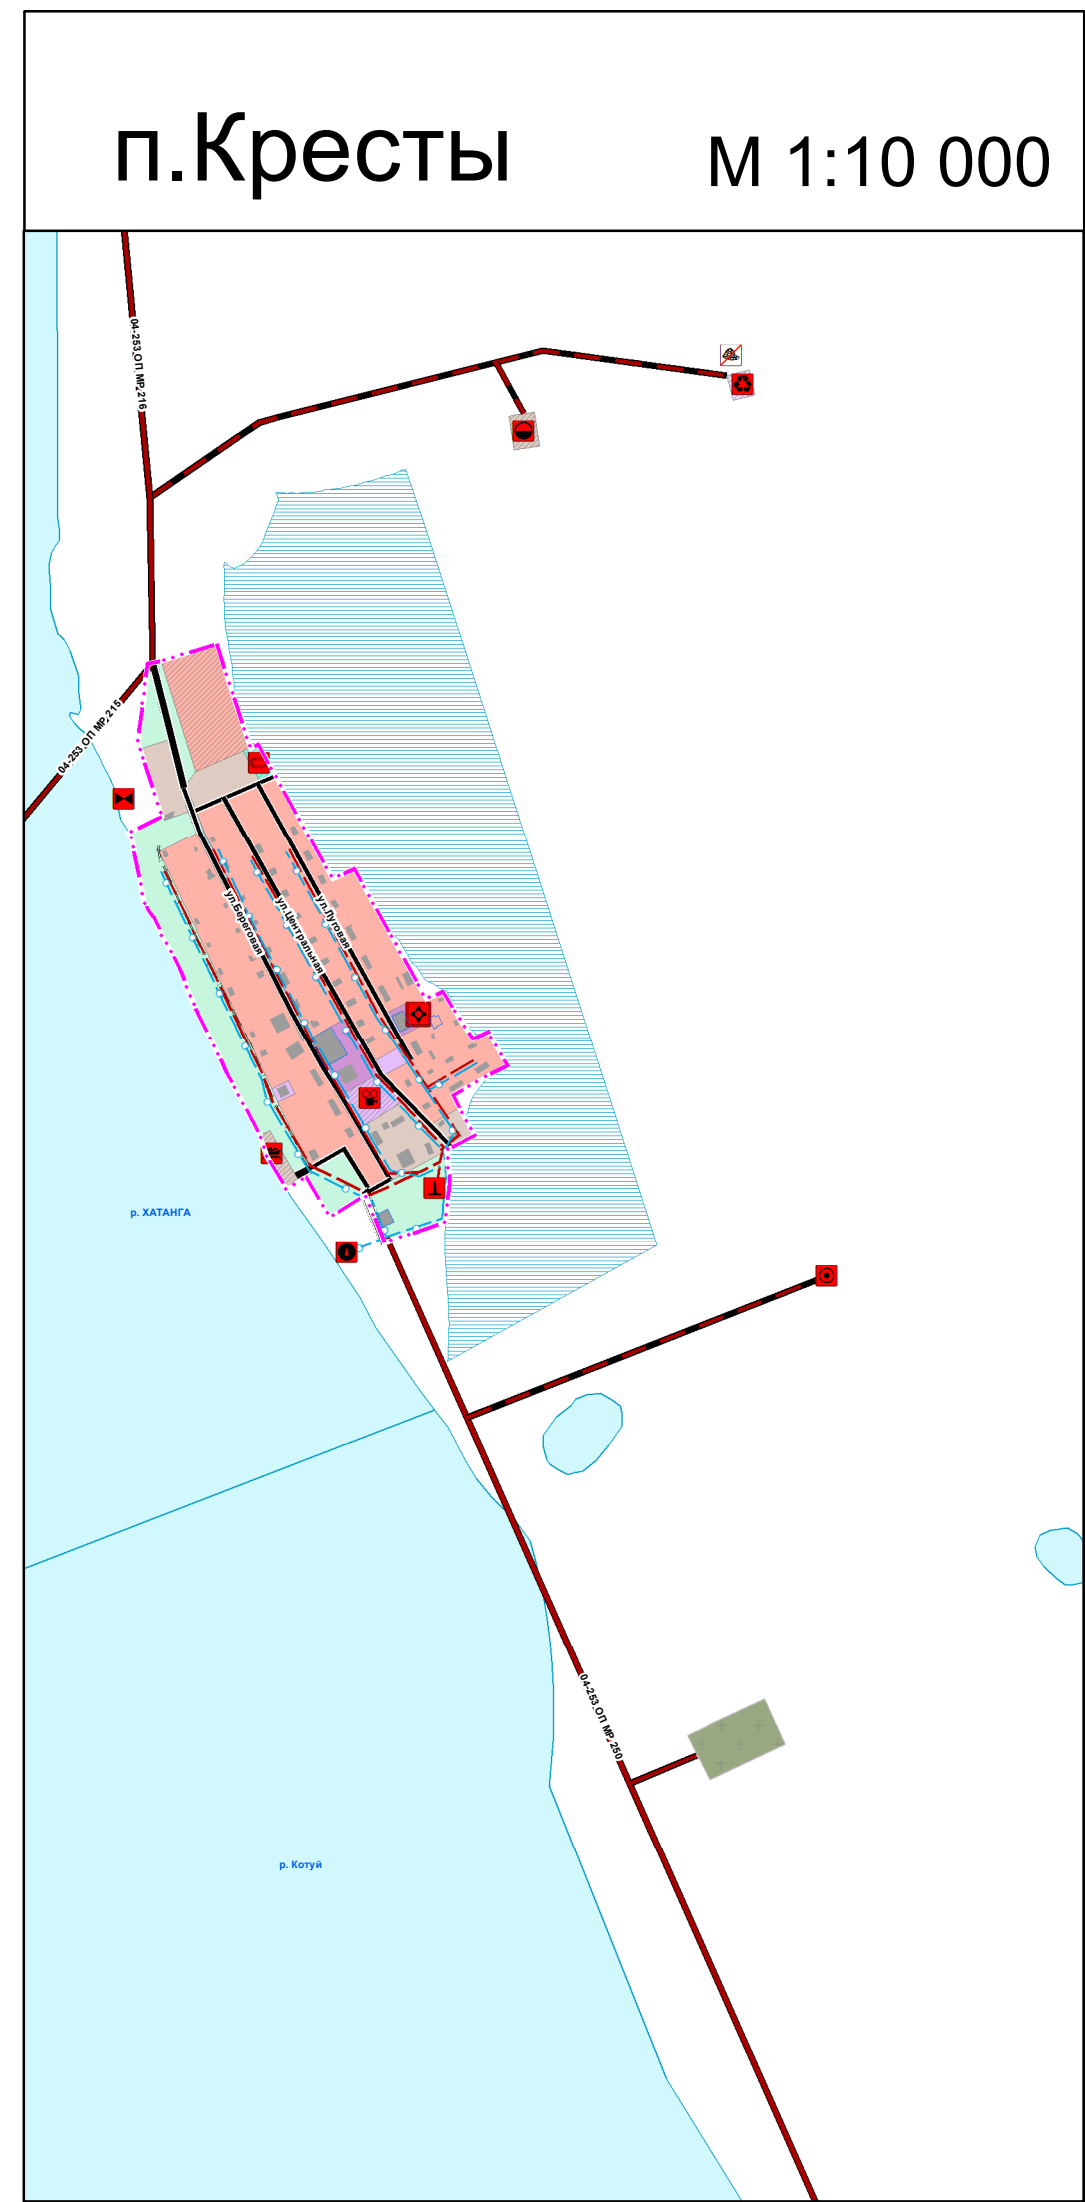 п.Кресты
М 1:10 000
04-253 ОП МР 216
04-253 ОП МР 215
ул.Береговая
ул.Центральная
ул.Луговая
р. ХАТАНГА
04-253 ОП МР 250
р. Котуй